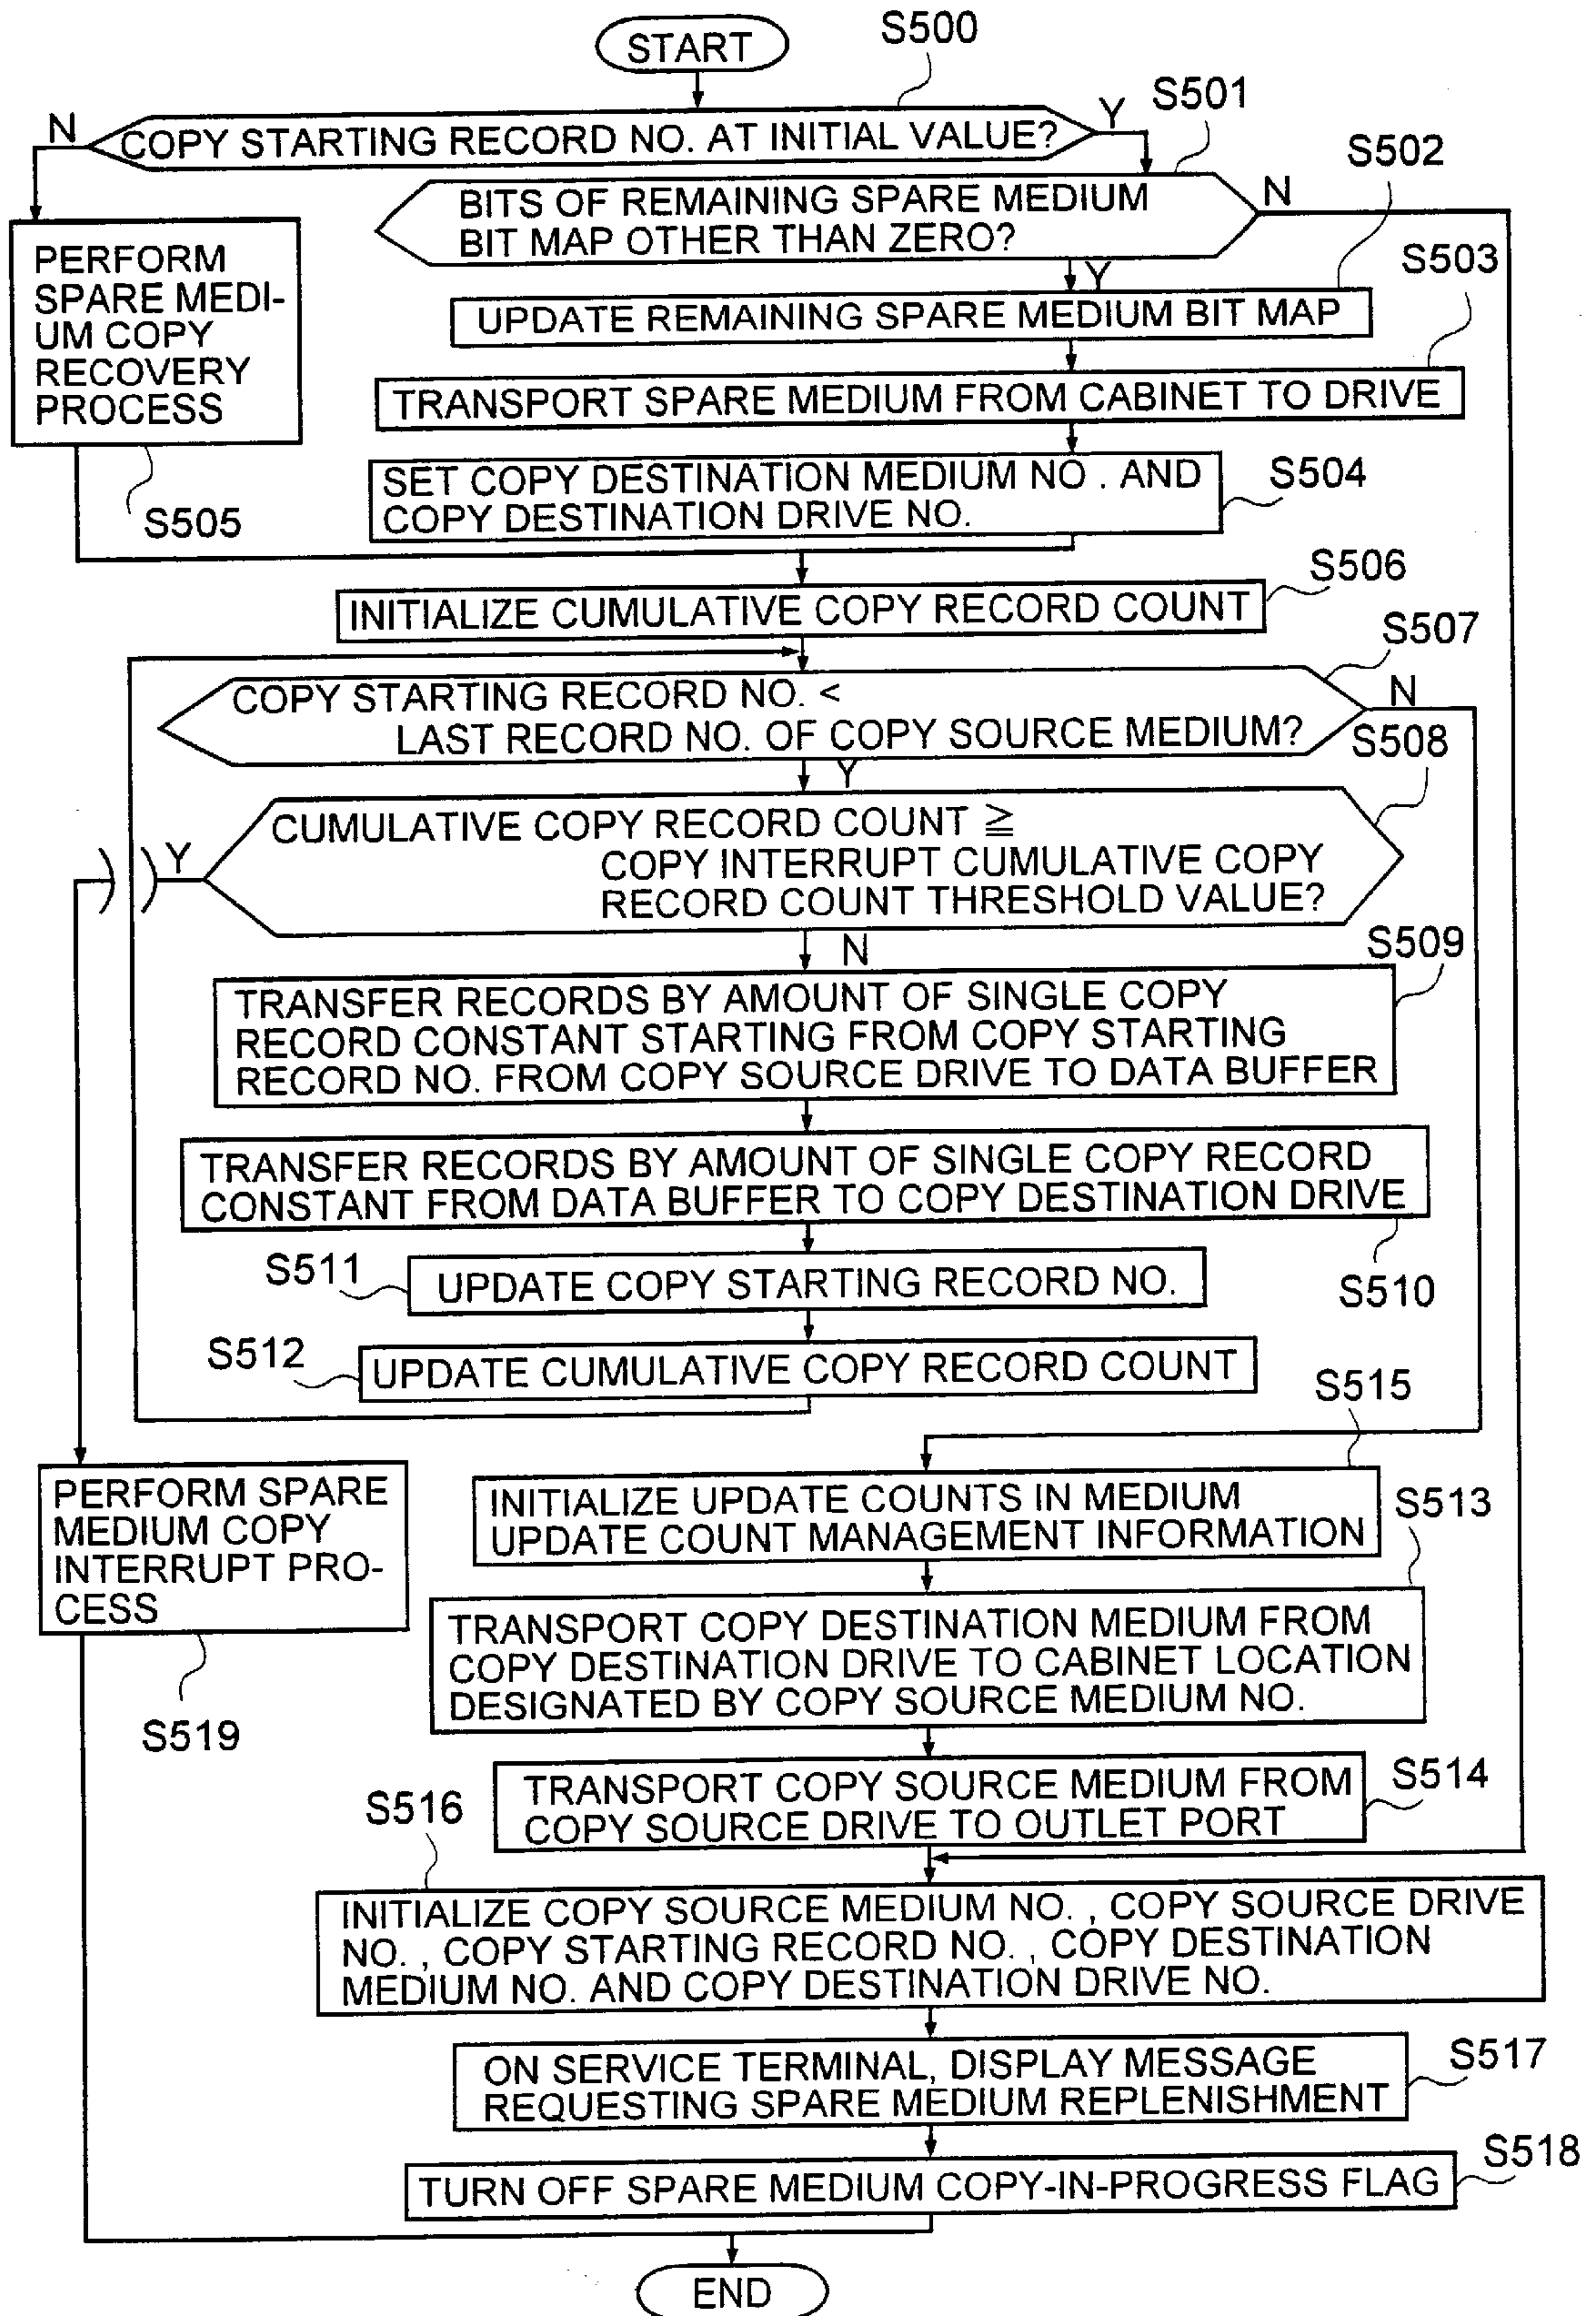 START
S500
N
COPY STARTING RECORD NO. AT INITIAL VALUE?
Y
S501
BITS OF REMAINING SPARE MEDIUM
BIT MAP OTHER THAN ZERO?
N
S502
Y
UPDATE REMAINING SPARE MEDIUM BIT MAP
S503
TRANSPORT SPARE MEDIUM FROM CABINET TO DRIVE
PERFORM
SPARE MEDI-
UM COPY
RECOVERY
PROCESS
S505
SET COPY DESTINATION MEDIUM NO . AND
COPY DESTINATION DRIVE NO.
S504
S506
INITIALIZE CUMULATIVE COPY RECORD COUNT
S507
COPY STARTING RECORD NO. <
LAST RECORD NO. OF COPY SOURCE MEDIUM?
N
Y
S508
CUMULATIVE COPY RECORD COUNT ≧
COPY INTERRUPT CUMULATIVE COPY
RECORD COUNT THRESHOLD VALUE?
Y
N
S509
TRANSFER RECORDS BY AMOUNT OF SINGLE COPY
RECORD CONSTANT STARTING FROM COPY STARTING
RECORD NO. FROM COPY SOURCE DRIVE TO DATA BUFFER
TRANSFER RECORDS BY AMOUNT OF SINGLE COPY RECORD
CONSTANT FROM DATA BUFFER TO COPY DESTINATION DRIVE
S510
S511
UPDATE COPY STARTING RECORD NO.
S512
UPDATE CUMULATIVE COPY RECORD COUNT
S515
INITIALIZE UPDATE COUNTS IN MEDIUM
UPDATE COUNT MANAGEMENT INFORMATION
PERFORM SPARE
MEDIUM COPY
INTERRUPT PRO-
CESS
S519
S513
TRANSPORT COPY DESTINATION MEDIUM FROM
COPY DESTINATION DRIVE TO CABINET LOCATION
DESIGNATED BY COPY SOURCE MEDIUM NO.
TRANSPORT COPY SOURCE MEDIUM FROM
COPY SOURCE DRIVE TO OUTLET PORT
S514
S516
INITIALIZE COPY SOURCE MEDIUM NO. , COPY SOURCE DRIVE
NO. , COPY STARTING RECORD NO. , COPY DESTINATION
MEDIUM NO. AND COPY DESTINATION DRIVE NO.
ON SERVICE TERMINAL, DISPLAY MESSAGE
REQUESTING SPARE MEDIUM REPLENISHMENT
S517
TURN OFF SPARE MEDIUM COPY-IN-PROGRESS FLAG
S518
END